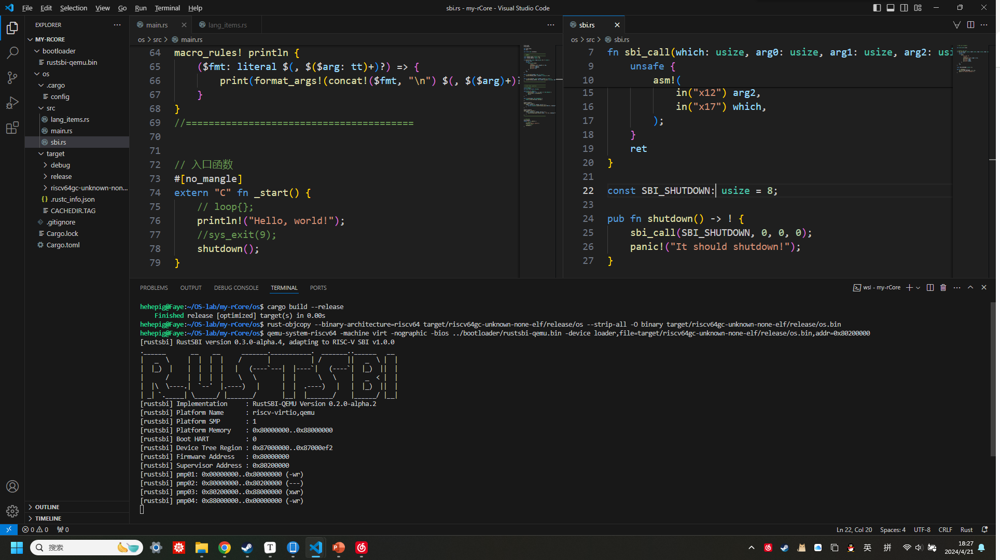 File Edit Selection View Go Run Terminal Help
sbi.rs - my-rCore - Visual Studio Code
EXPLORER
MY-RCORE
bootloader
rustsbi-qemu.bin
os
.cargo
config
src
lang_items.rs
main.rs
sbi.rs
target
debug
release
riscv64gc-unknown-non...
.rustc_info.json
CACHEDIR.TAG
.gitignore
Cargo.lock
Cargo.toml
OUTLINE
TIMELINE
main.rs
lang_items.rs
os > src > main.rs
64 macro_rules! println {
65 ($fmt: literal $(, $($arg: tt)+)?) => {
66 print(format_args!(concat!($fmt, "\n") $(, $($arg)+)?
67 }
68 }
69 //========================================
70
71
72 // 入口函数
73 #[no_mangle]
74 extern "C" fn _start() {
75 // loop{};
76 println!("Hello, world!");
77 //sys_exit(9);
78 shutdown();
79 }
sbi.rs
os > src > sbi.rs
7 fn sbi_call(which: usize, arg0: usize, arg1: usize, arg2: usi
9 unsafe {
10 asm!(
15 in("x12") arg2,
16 in("x17") which,
17 );
18 }
19 ret
20 }
21
22 const SBI_SHUTDOWN: usize = 8;
23
24 pub fn shutdown() -> ! {
25 sbi_call(SBI_SHUTDOWN, 0, 0, 0);
26 panic!("It should shutdown!");
27 }
PROBLEMS OUTPUT DEBUG CONSOLE TERMINAL PORTS
wsl - my-rCore
hehepig@Faye:~/OS-lab/my-rCore/os$ cargo build --release
Finished release [optimized] target(s) in 0.00s
hehepig@Faye:~/OS-lab/my-rCore/os$ rust-objcopy --binary-architecture=riscv64 target/riscv64gc-unknown-none-elf/release/os --strip-all -O binary target/riscv64gc-unknown-none-elf/release/os.bin
hehepig@Faye:~/OS-lab/my-rCore/os$ qemu-system-riscv64 -machine virt -nographic -bios ../bootloader/rustsbi-qemu.bin -device loader,file=target/riscv64gc-unknown-none-elf/release/os.bin,addr=0x80200000
[rustsbi] RustSBI version 0.3.0-alpha.4, adapting to RISC-V SBI v1.0.0
RUSTSBI
[rustsbi] Implementation : RustSBI-QEMU Version 0.2.0-alpha.2
[rustsbi] Platform Name : riscv-virtio,qemu
[rustsbi] Platform SMP : 1
[rustsbi] Platform Memory : 0x80000000..0x88000000
[rustsbi] Boot HART : 0
[rustsbi] Device Tree Region : 0x87000000..0x87000ef2
[rustsbi] Firmware Address : 0x80000000
[rustsbi] Supervisor Address : 0x80200000
[rustsbi] pmp01: 0x00000000..0x80000000 (-wr)
[rustsbi] pmp02: 0x80000000..0x80200000 (---)
[rustsbi] pmp03: 0x80200000..0x88000000 (xwr)
[rustsbi] pmp04: 0x88000000..0x00000000 (-wr)
0 0 0
Ln 22, Col 20 Spaces: 4 UTF-8 CRLF Rust
搜索
英 拼
18:27
2024/4/21